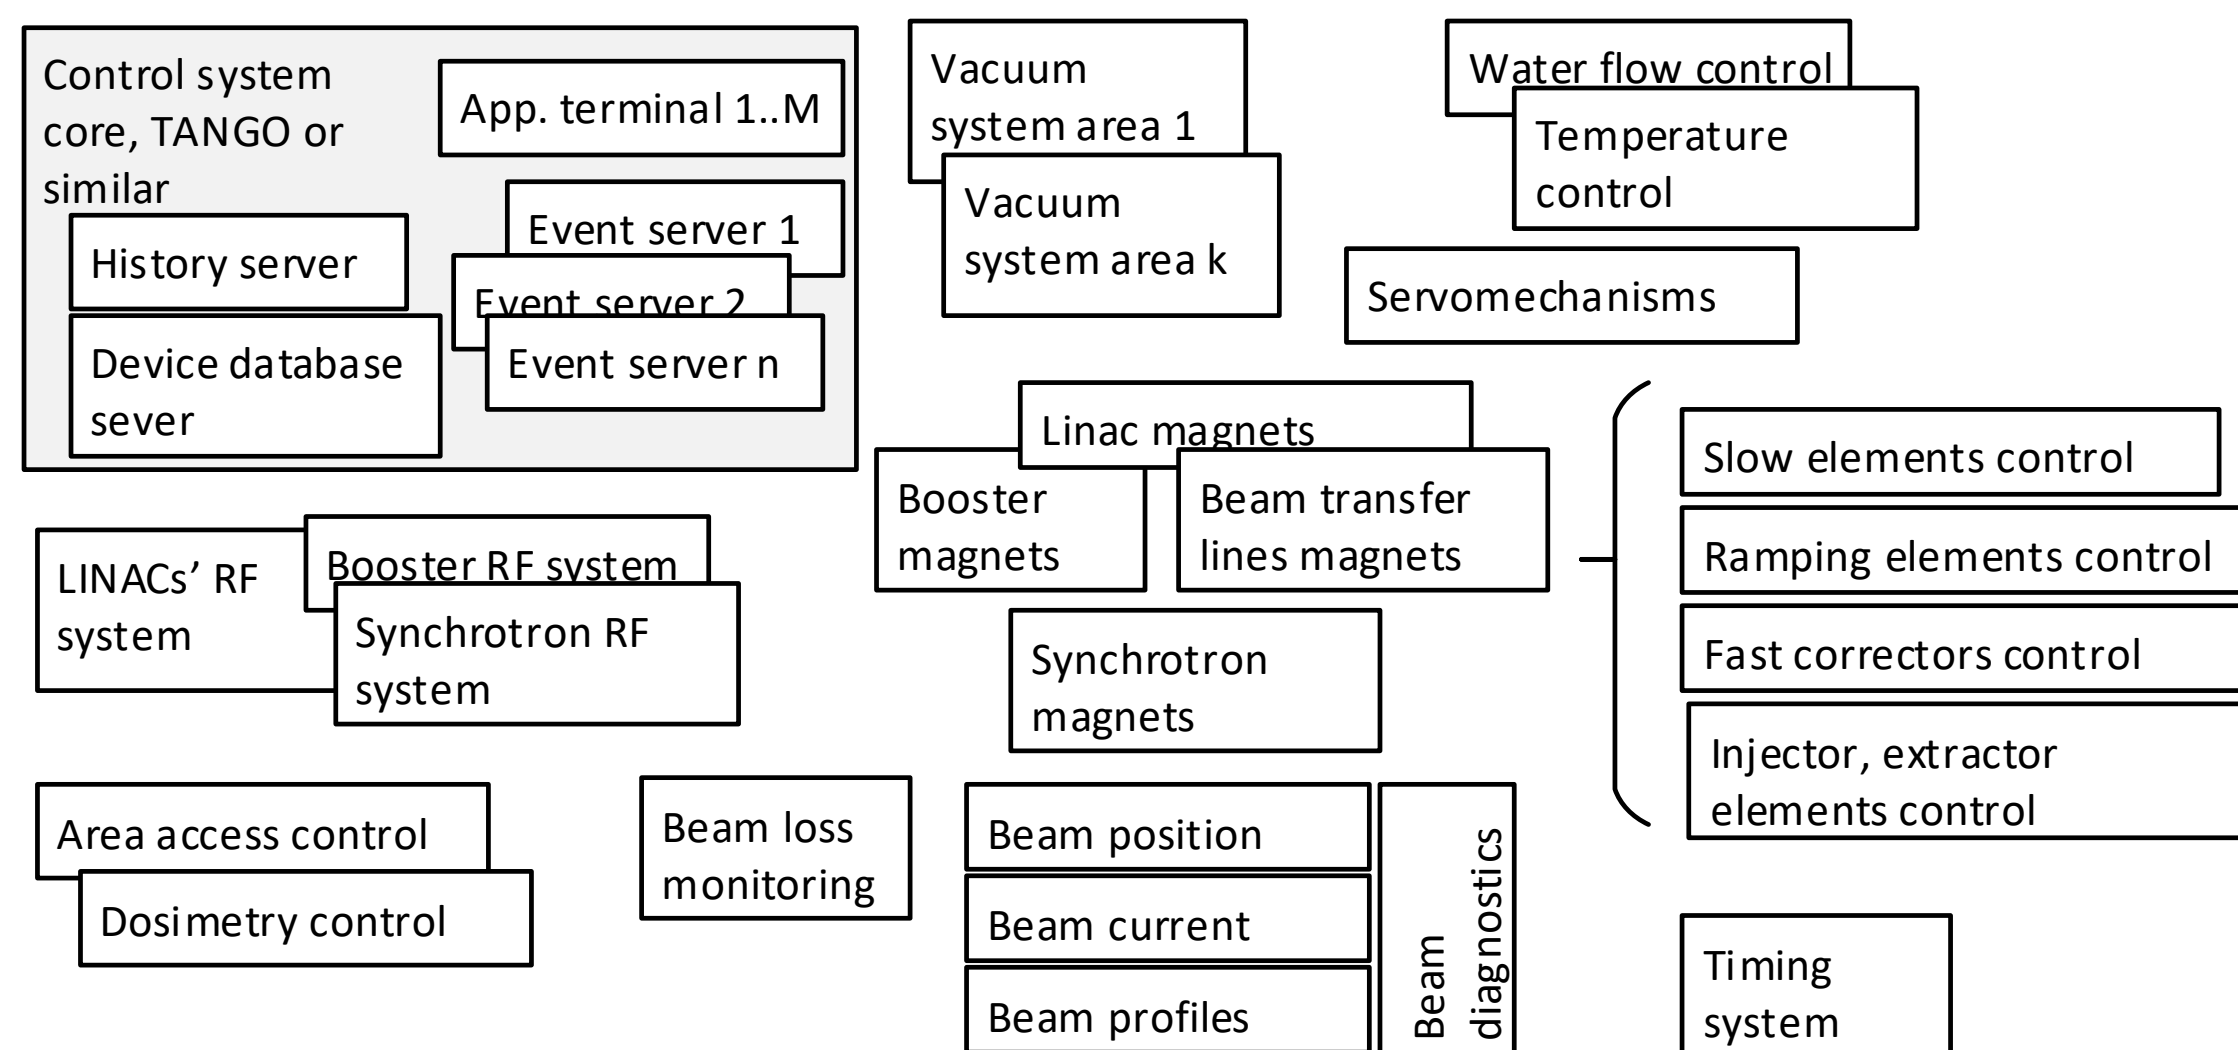 Control system
core, TANGO or
similar
App. terminal 1..M
History server
Device database
sever
Event server 1
Event server 2
Event server n
Vacuum
system area 1
Vacuum
system area k
Water flow control
Temperature
control
Servomechanisms
Linac magnets
Booster
magnets
Beam transfer
lines magnets
Synchrotron
magnets
Slow elements control
Ramping elements control
Fast correctors control
Injector, extractor
elements control
LINACs’ RF
system
Booster RF system
Synchrotron RF
system
Area access control
Dosimetry control
Beam loss
monitoring
Beam position
Beam current
Beam profiles
Beam
diagnostics
Timing
system